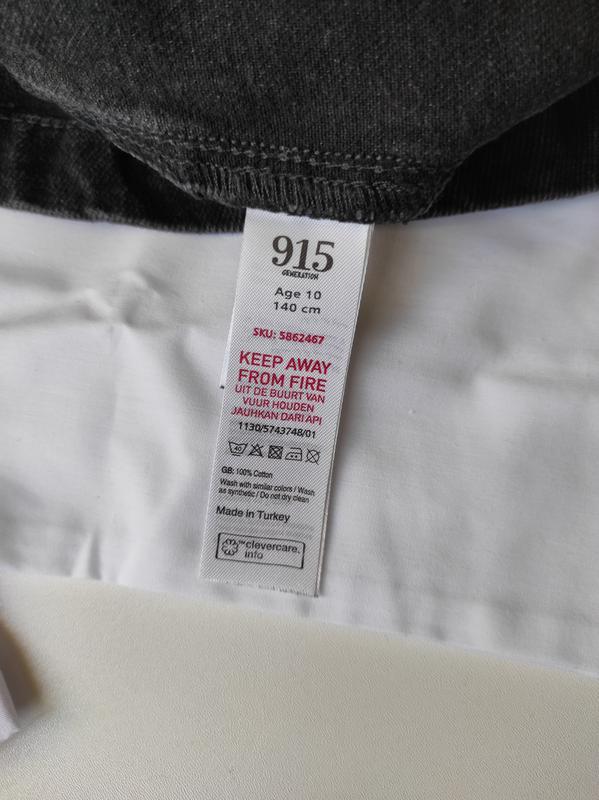 915
GENERATION
Age 10
140 cm
SKU: 5862467
KEEP AWAY
FROM FIRE
UIT DE BUURT VAN
VUUR HOUDEN
JAUHKAN DARI API
1130/5743748/01
40
GB: 100% Cotton
Wash with similar colors / Wash
as synthetic / Do not dry clean
Made in Turkey
™clevercare.
info